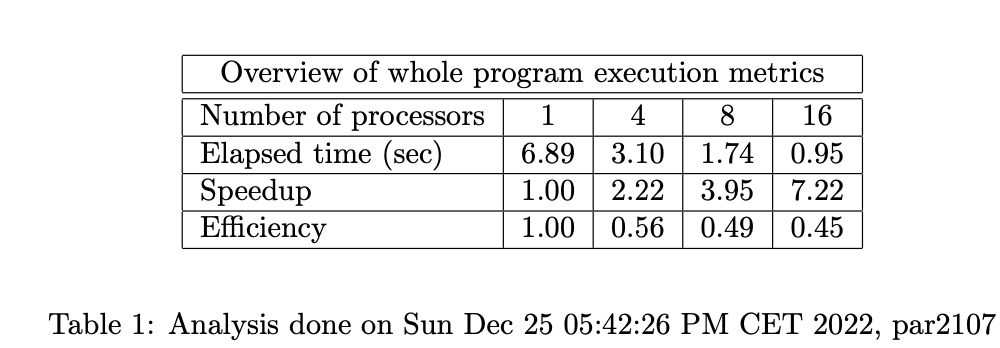 Overview of whole program execution metrics
Number of processors 1 4 8 16
Elapsed time (sec) 6.89 3.10 1.74 0.95
Speedup 1.00 2.22 3.95 7.22
Efficiency 1.00 0.56 0.49 0.45
Table 1: Analysis done on Sun Dec 25 05:42:26 PM CET 2022, par2107